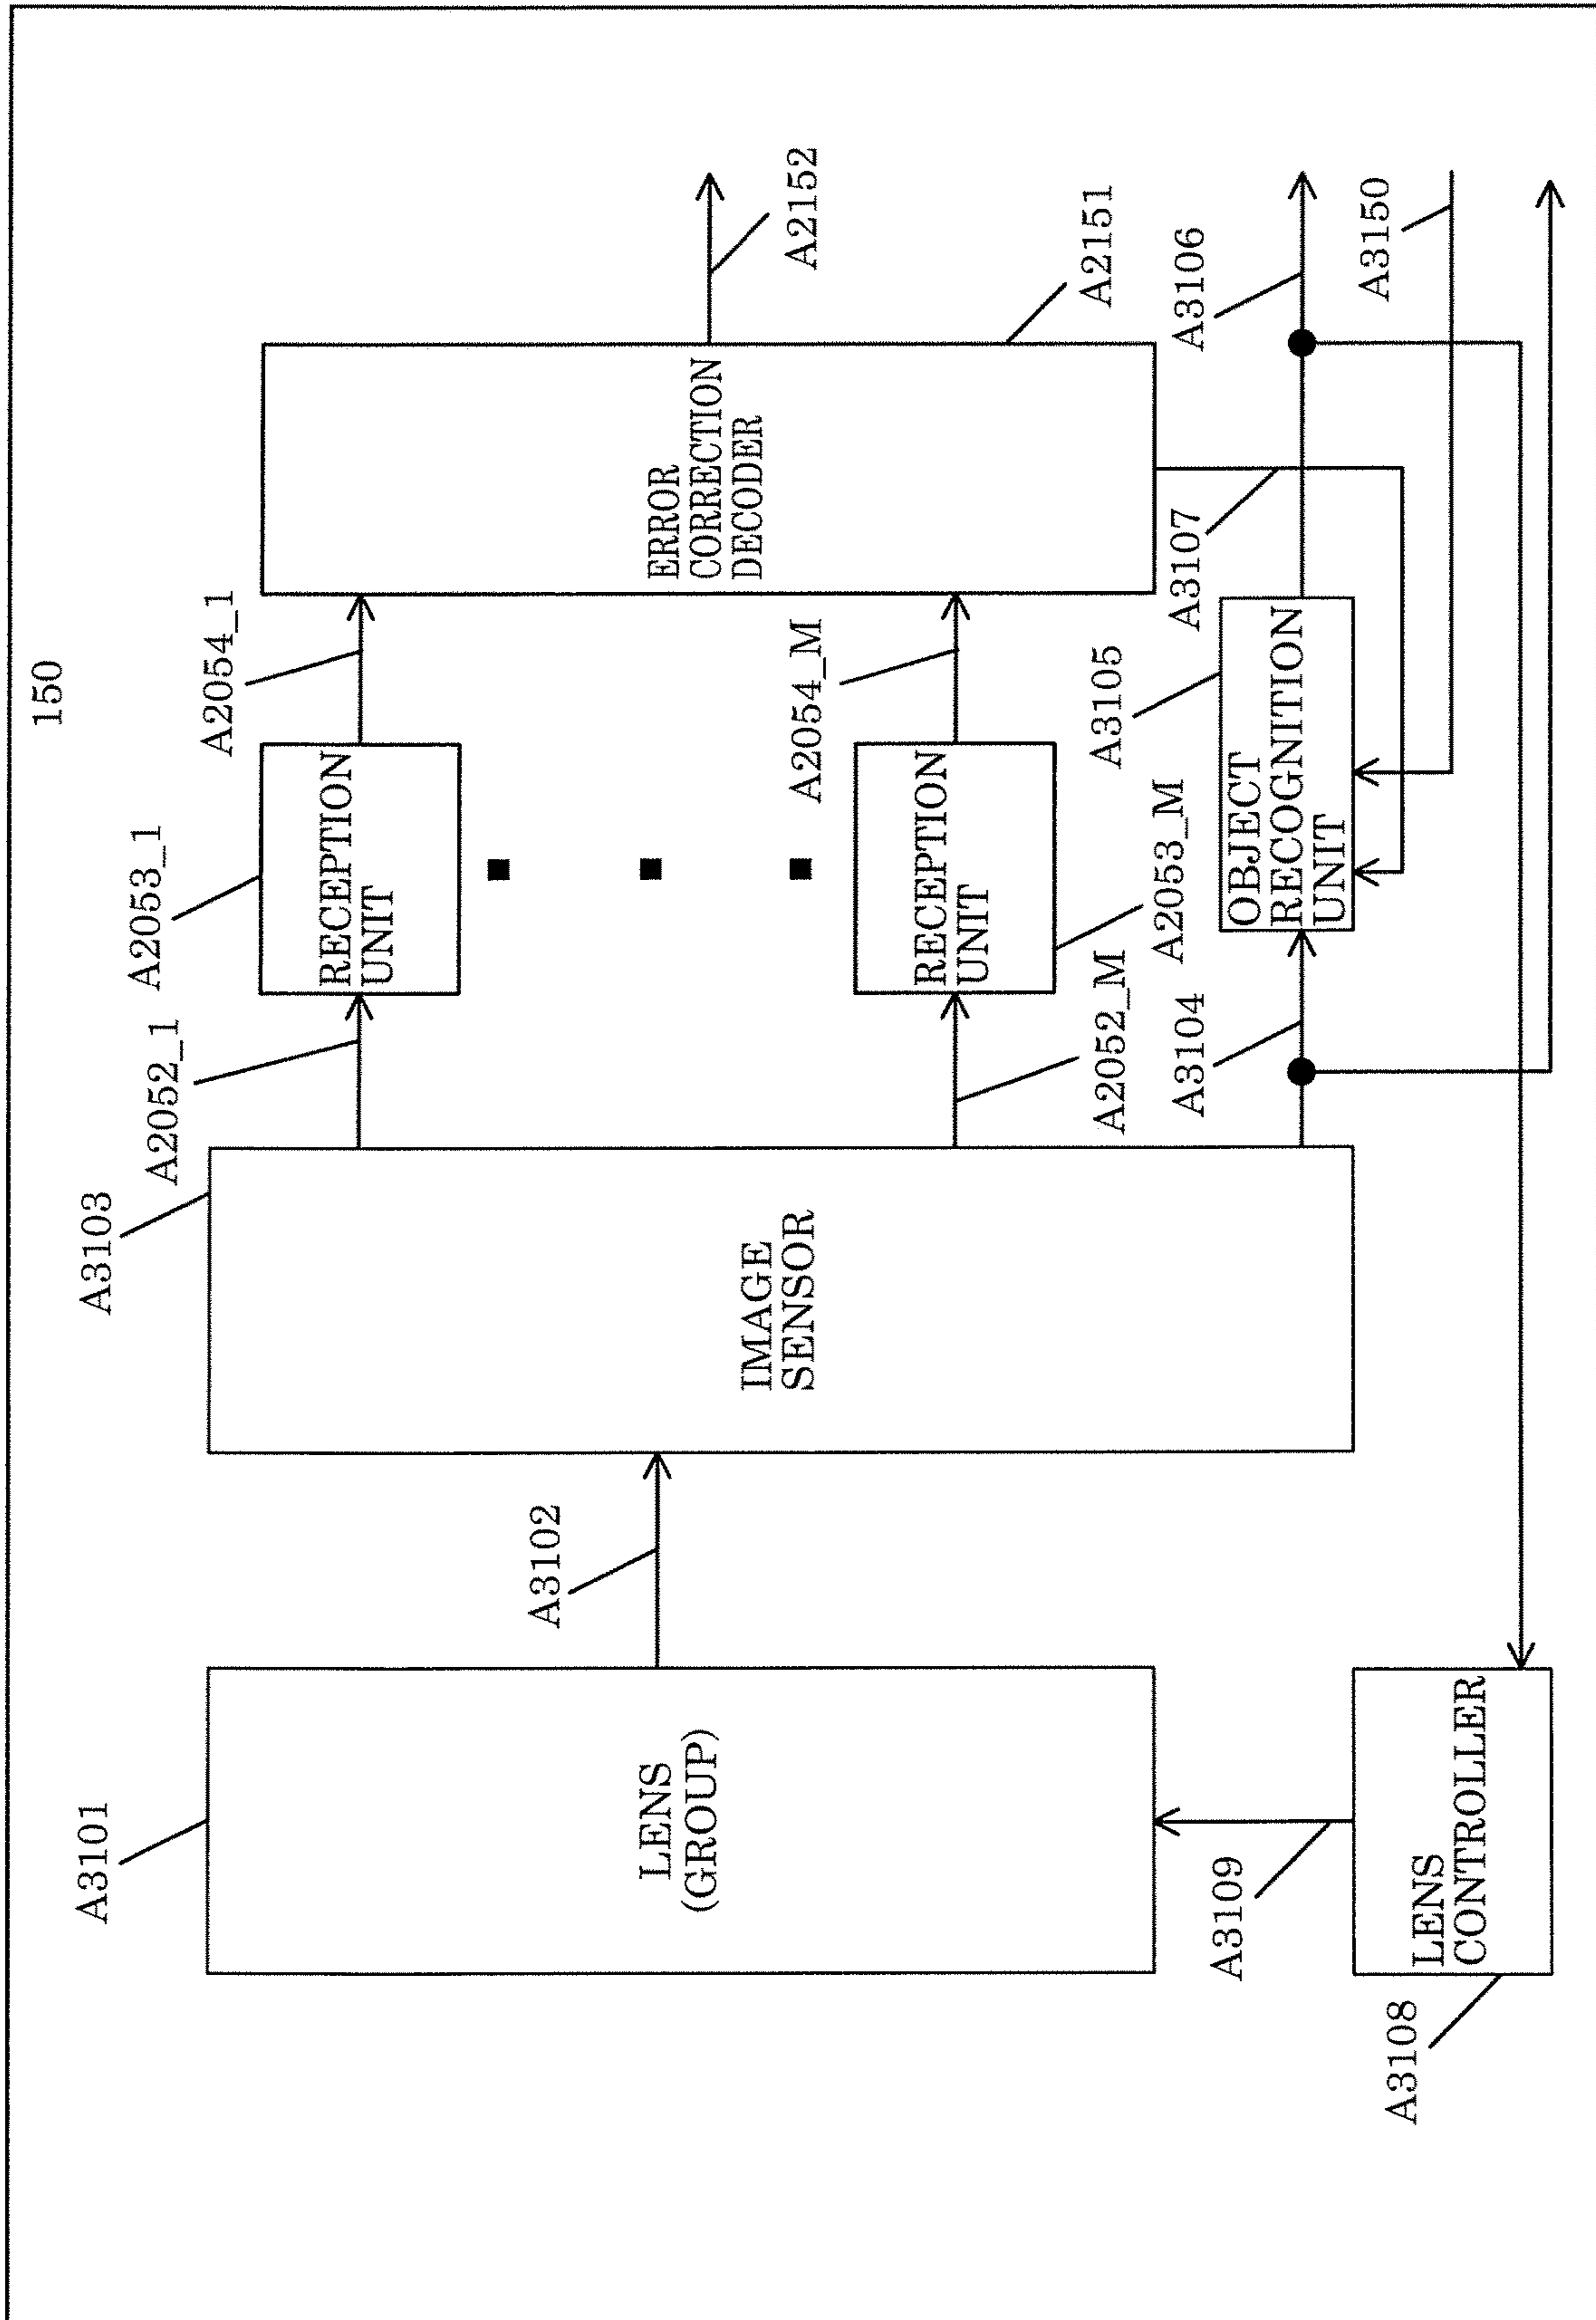 150
A3101
LENS
(GROUP)
A3102
A3103
IMAGE
SENSOR
A2052_1
A2053_1
RECEPTION
UNIT
A2054_1
A2052_M
A2053_M
RECEPTION
UNIT
A2054_M
ERROR
CORRECTION
DECODER
A2151
A2152
A3104
A3105
OBJECT
RECOGNITION
UNIT
A3107
A3106
A3150
A3109
LENS
CONTROLLER
A3108